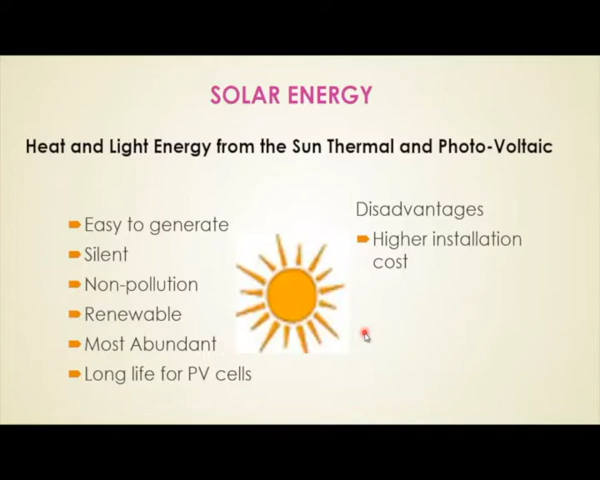 SOLAR ENERGY
Heat and Light Energy from the Sun Thermal and Photo-Voltaic
Easy to generate
Silent
Non-pollution
Renewable
Most Abundant
Long life for PV cells
Disadvantages
Higher installation
cost